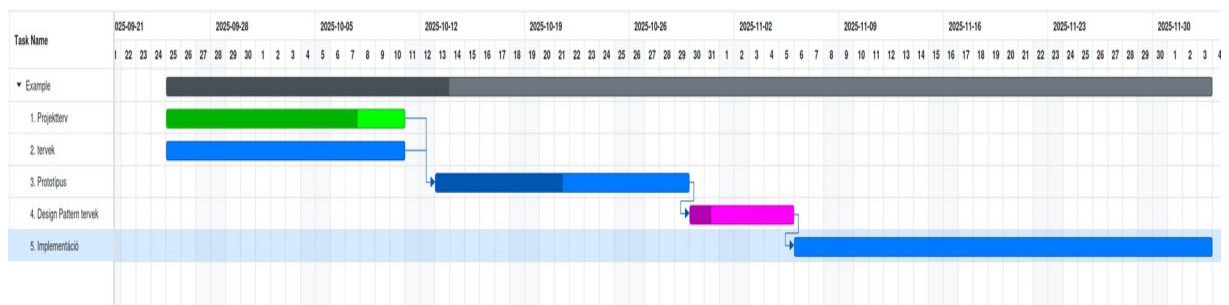 Task Name
025-09-21 2025-09-28 2025-10-05 2025-10-12 2025-10-19 2025-10-26 2025-11-02 2025-11-09 2025-11-16 2025-11-23 2025-11-30
22 23 24 25 26 27 28 29 30 1 2 3 4 5 6 7 8 9 10 11 12 13 14 15 16 17 18 19 20 21 22 23 24 25 26 27 28 29 30 31 1 2 3 4 5 6 7 8 9 10 11 12 13 14 15 16 17 18 19 20 21 22 23 24 25 26 27 28 29 30 1 2 3 4
Example
1. Projektterv
2. tervek
3. Prototípus
4. Design Pattern tervek
5. Implementáció